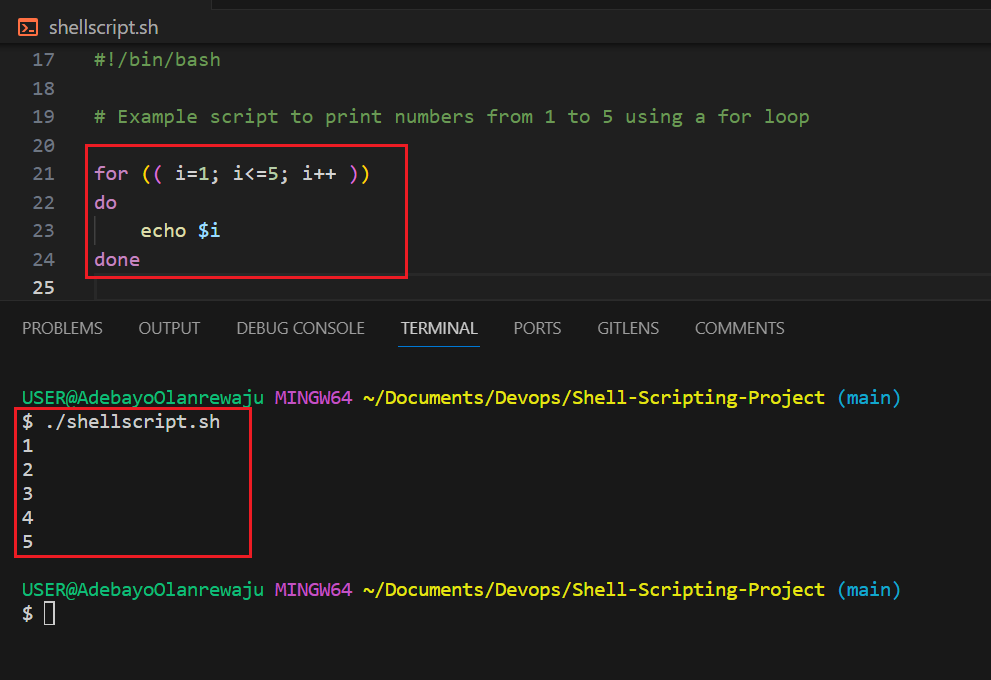 shellscript.sh
17 #!/bin/bash
18
19 # Example script to print numbers from 1 to 5 using a for loop
20
21 for (( i=1; i<=5; i++ ))
22 do
23     echo $i
24 done
25
PROBLEMS OUTPUT DEBUG CONSOLE TERMINAL PORTS GITLENS COMMENTS
USER@AdebayoOlanrewaju MINGW64 ~/Documents/Devops/Shell-Scripting-Project (main)
$ ./shellscript.sh
1
2
3
4
5
USER@AdebayoOlanrewaju MINGW64 ~/Documents/Devops/Shell-Scripting-Project (main)
$